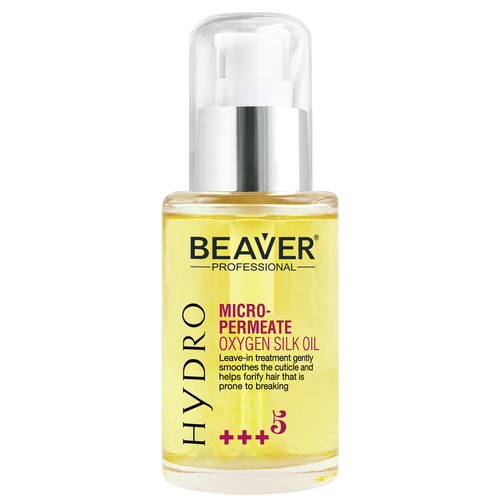 BEAVER®
PROFESSIONAL
HYDRO
MICRO-
PERMEATE
OXYGEN SILK OIL
Leave-in treatment gently
smoothes the cuticle and
helps forify hair that is
prone to breaking
+++5